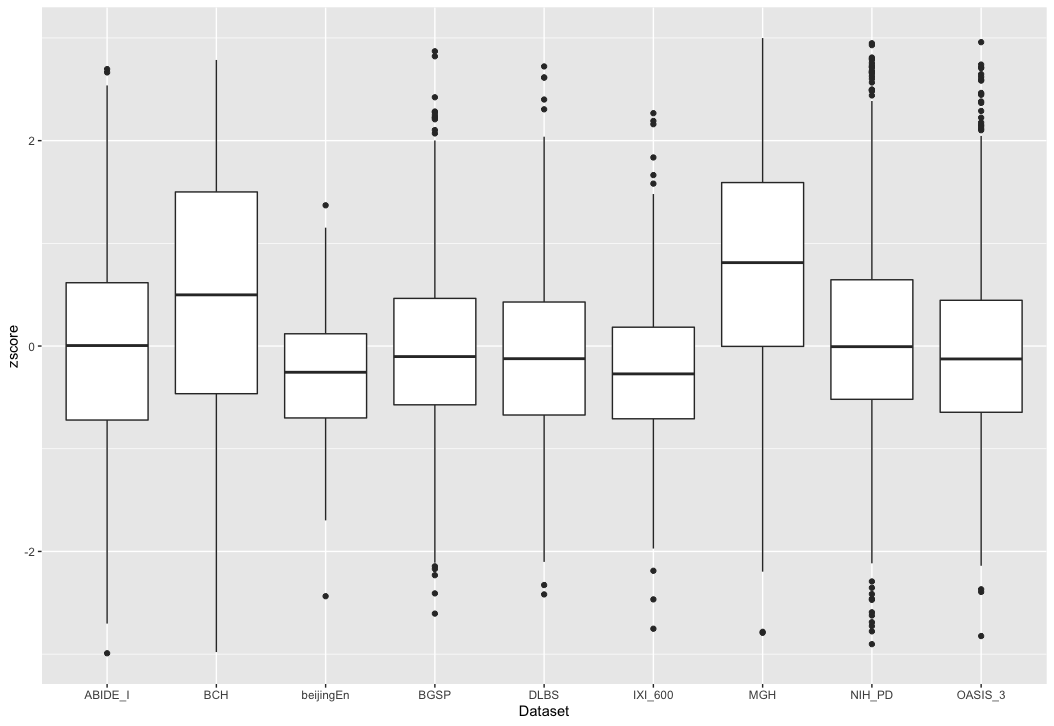 zscore
2
0
-2
ABIDE_I BCH beijingEn BGSP DLBS IXI_600 MGH NIH_PD OASIS_3
Dataset